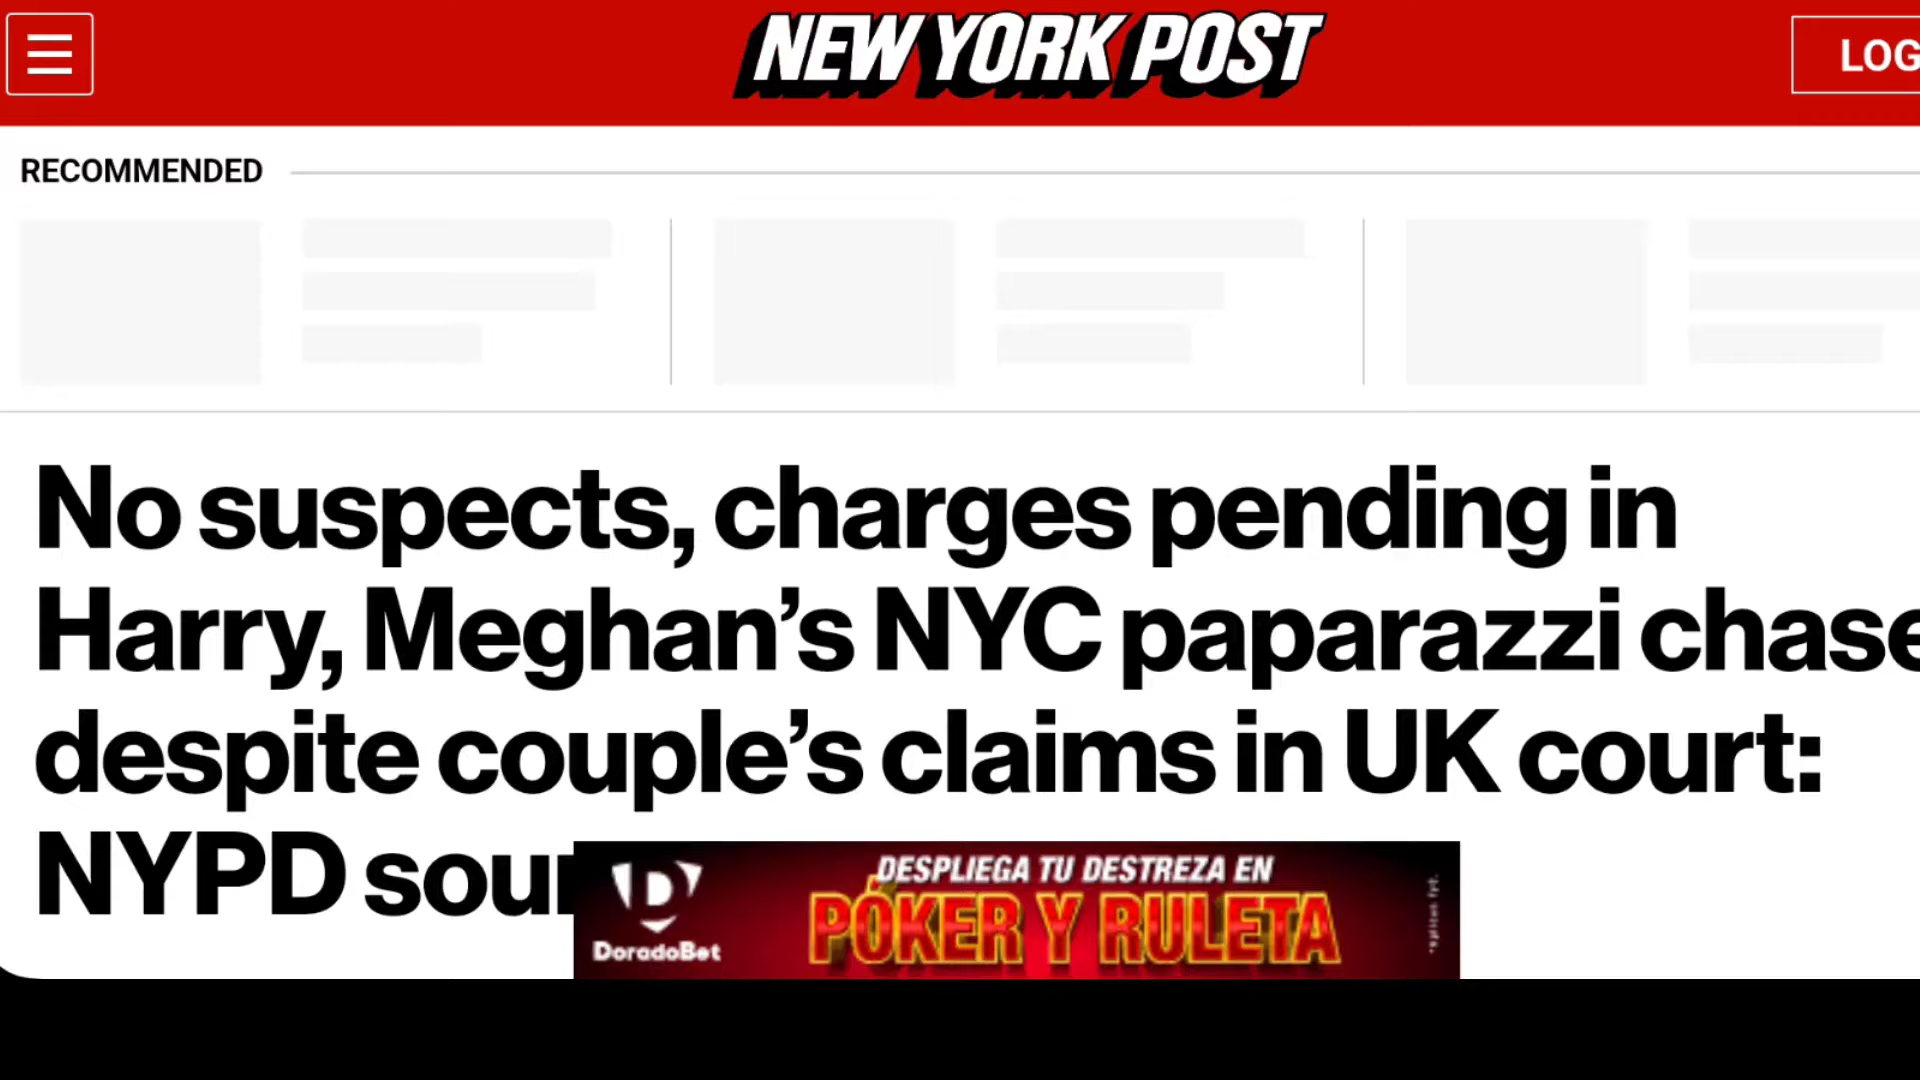 NEW YORK POST
LOG
RECOMMENDED
No suspects, charges pending in
Harry, Meghan’s NYC paparazzi chase
despite couple’s claims in UK court:
NYPD sour
DESPLIEGA TU DESTREZA EN
PÓKER Y RULETA
DoradoBet